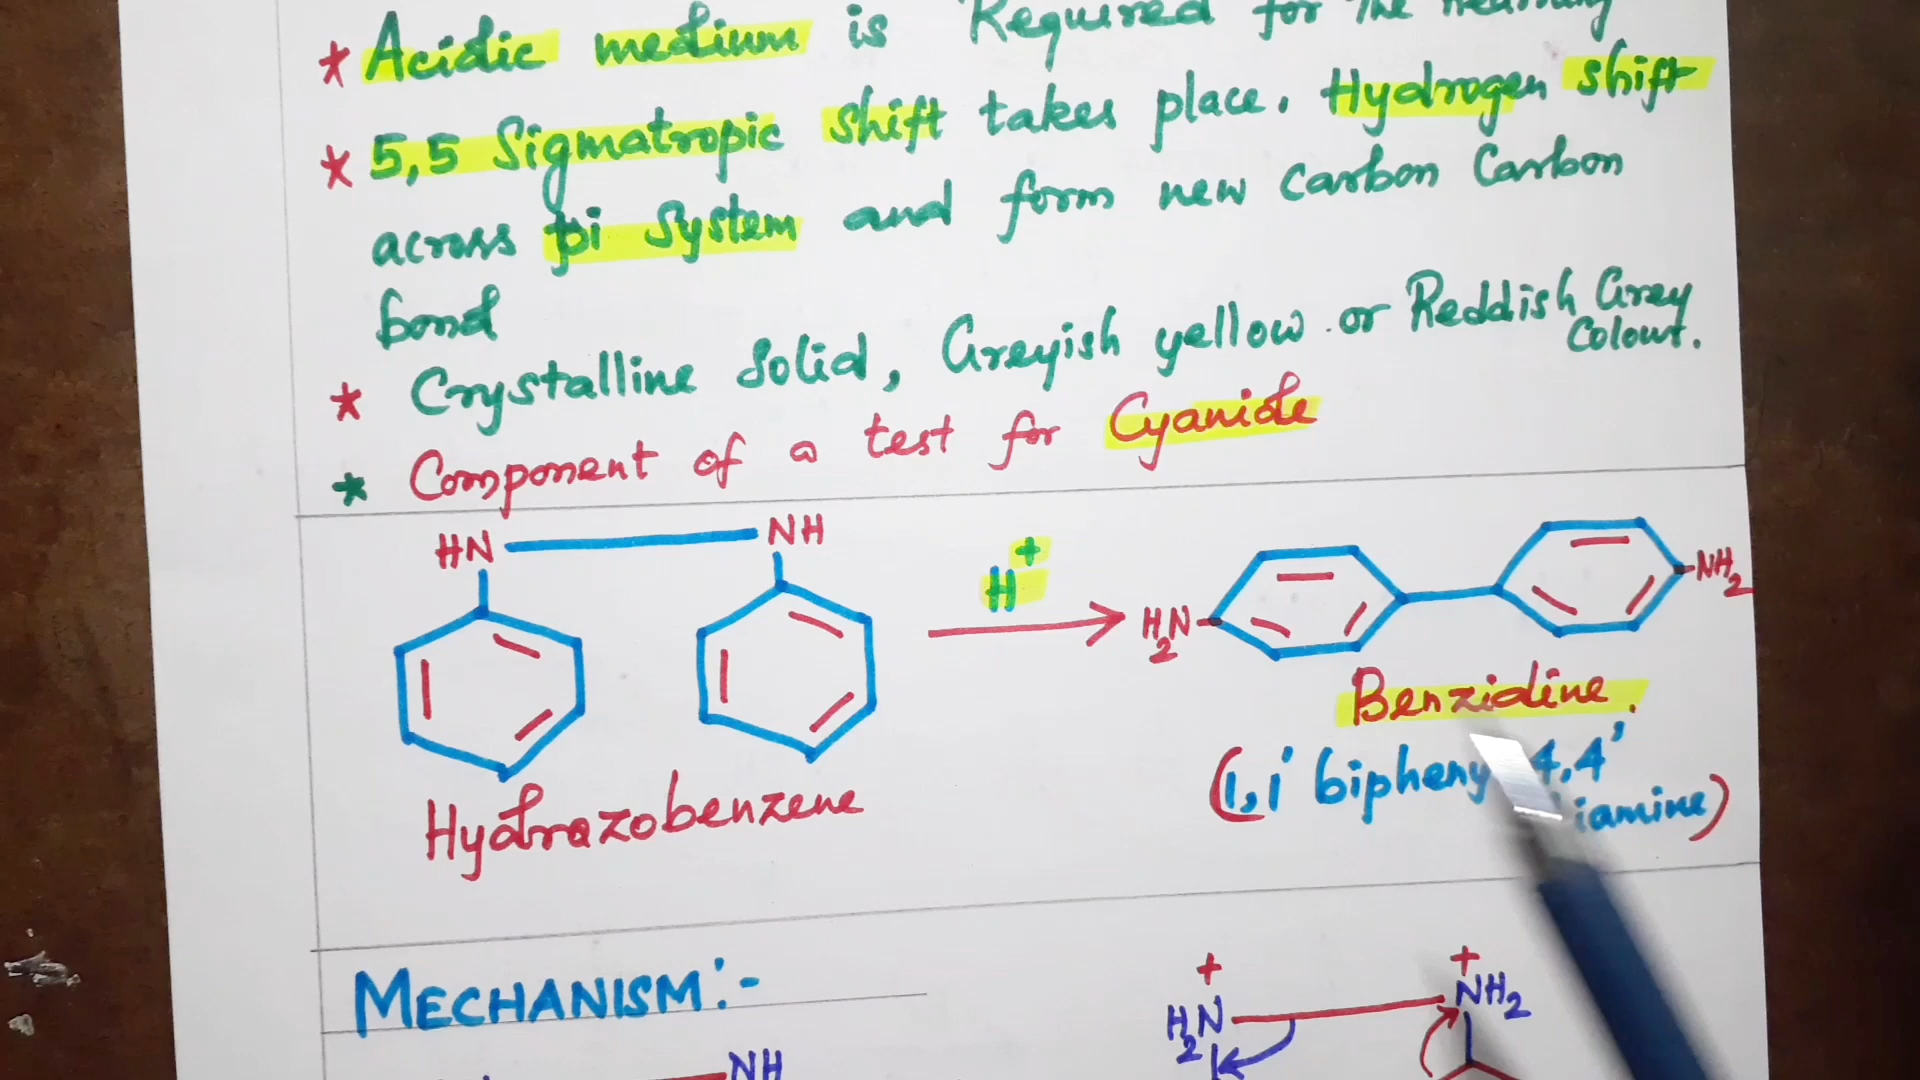 * Acidic medium is Required for the
* 5,5 Sigmatropic shift takes place. Hydrogen shift
across pi system and form new carbon carbon
bond
* Crystalline solid, Greyish yellow or Reddish Grey
Colour.
* Component of a test for Cyanide
HN NH
H+
H2N NH2
Hydrazobenzene
Benzidine.
(1,1' 4,4'
MECHANISM:-
+ +
H2N NH2
NH